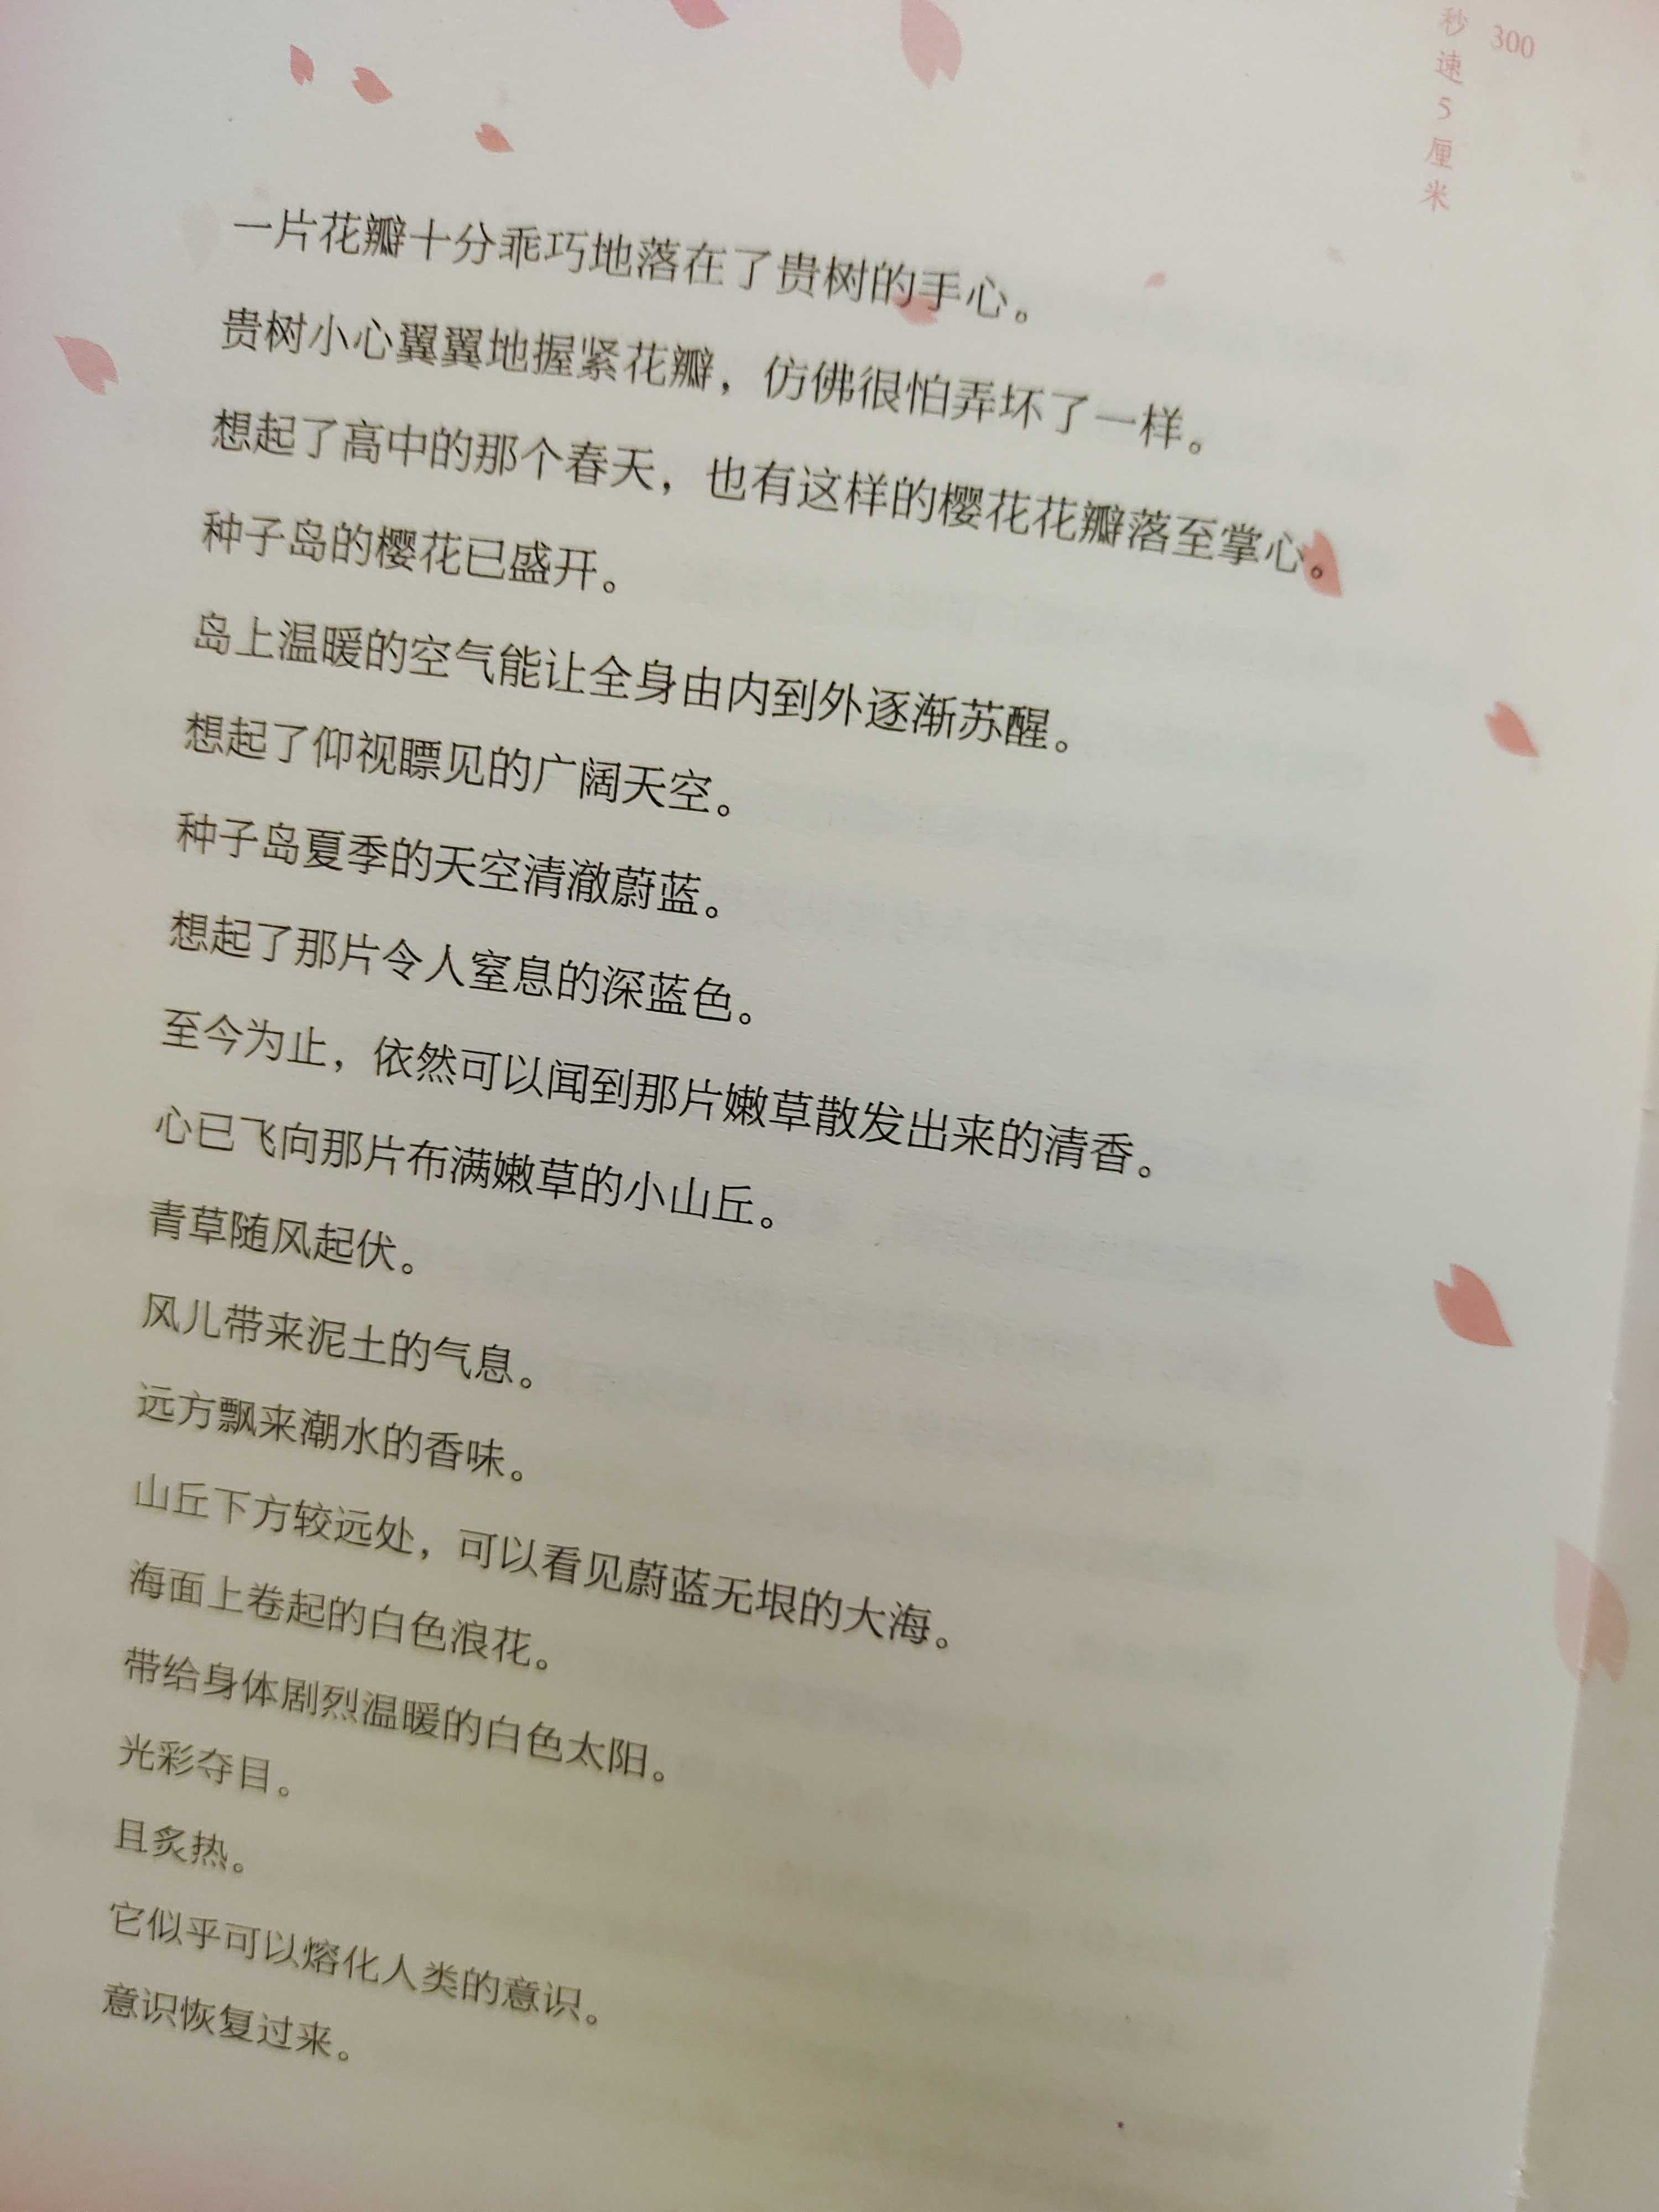 300
秒速5厘米
一片花瓣十分乖巧地落在了贵树的手心。
贵树小心翼翼地握紧花瓣，仿佛很怕弄坏了一样。
想起了高中的那个春天，也有这样的樱花花瓣落至掌心。
种子岛的樱花已盛开。
岛上温暖的空气能让全身由内到外逐渐苏醒。
想起了仰视瞟见的广阔天空。
种子岛夏季的天空清澈蔚蓝。
想起了那片令人窒息的深蓝色。
至今为止，依然可以闻到那片嫩草散发出来的清香。
心已飞向那片布满嫩草的小山丘。
青草随风起伏。
风儿带来泥土的气息。
远方飘来潮水的香味。
山丘下方较远处，可以看见蔚蓝无垠的大海。
海面上卷起的白色浪花。
带给身体剧烈温暖的白色太阳。
光彩夺目。
且炙热。
它似乎可以熔化人类的意识。
意识恢复过来。